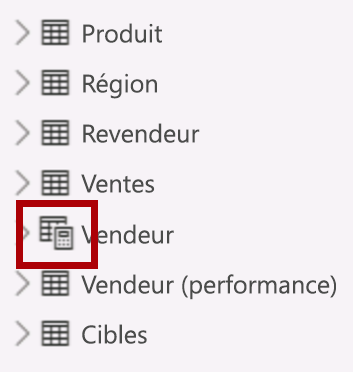 Produit
Région
Revendeur
Ventes
Vendeur
Vendeur (performance)
Cibles